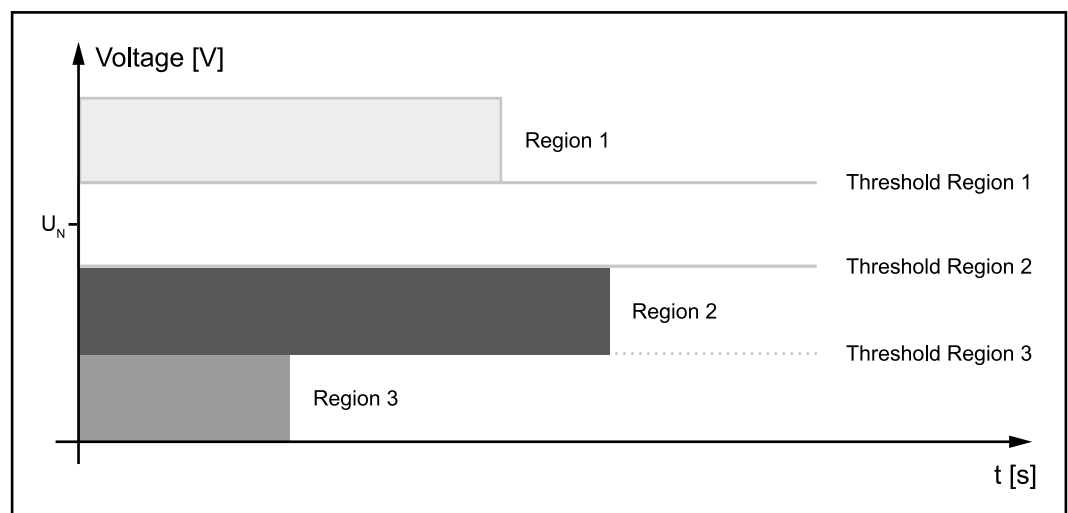 Voltage [V]
Region 1
Threshold Region 1
U_N
Threshold Region 2
Region 2
Threshold Region 3
Region 3
t [s]